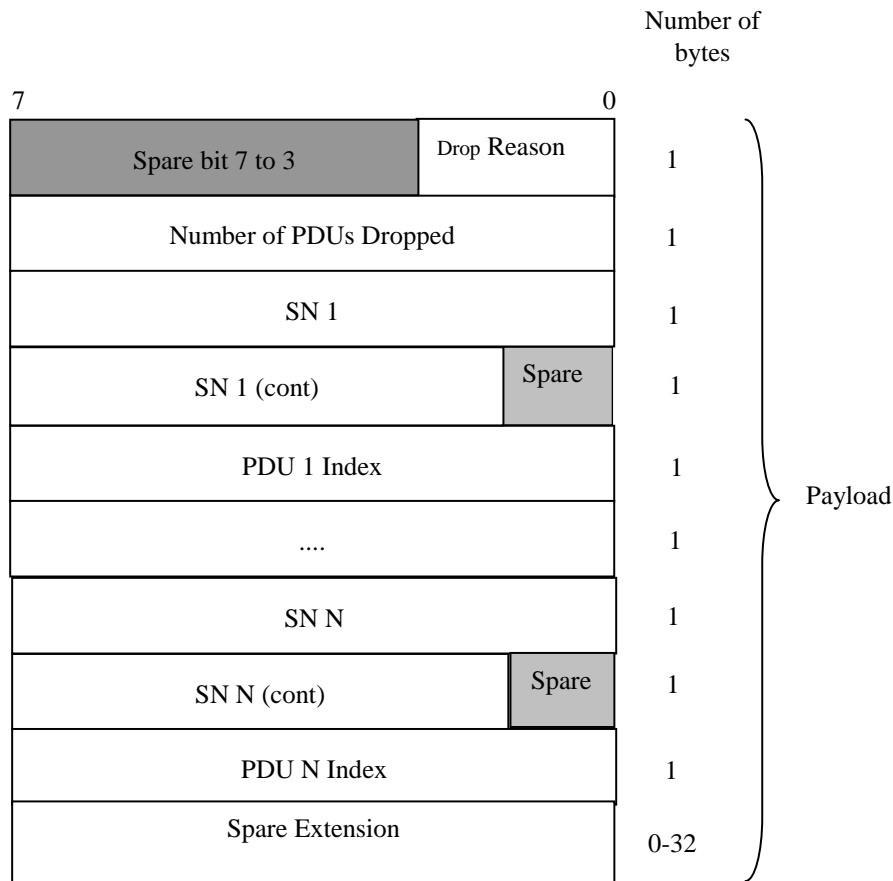 Number of
bytes
7 0
Spare bit 7 to 3 Drop Reason 1
Number of PDUs Dropped 1
SN 1 1
SN 1 (cont) Spare 1
PDU 1 Index 1
Payload
.... 1
SN N 1
SN N (cont) Spare 1
PDU N Index 1
Spare Extension 0-32